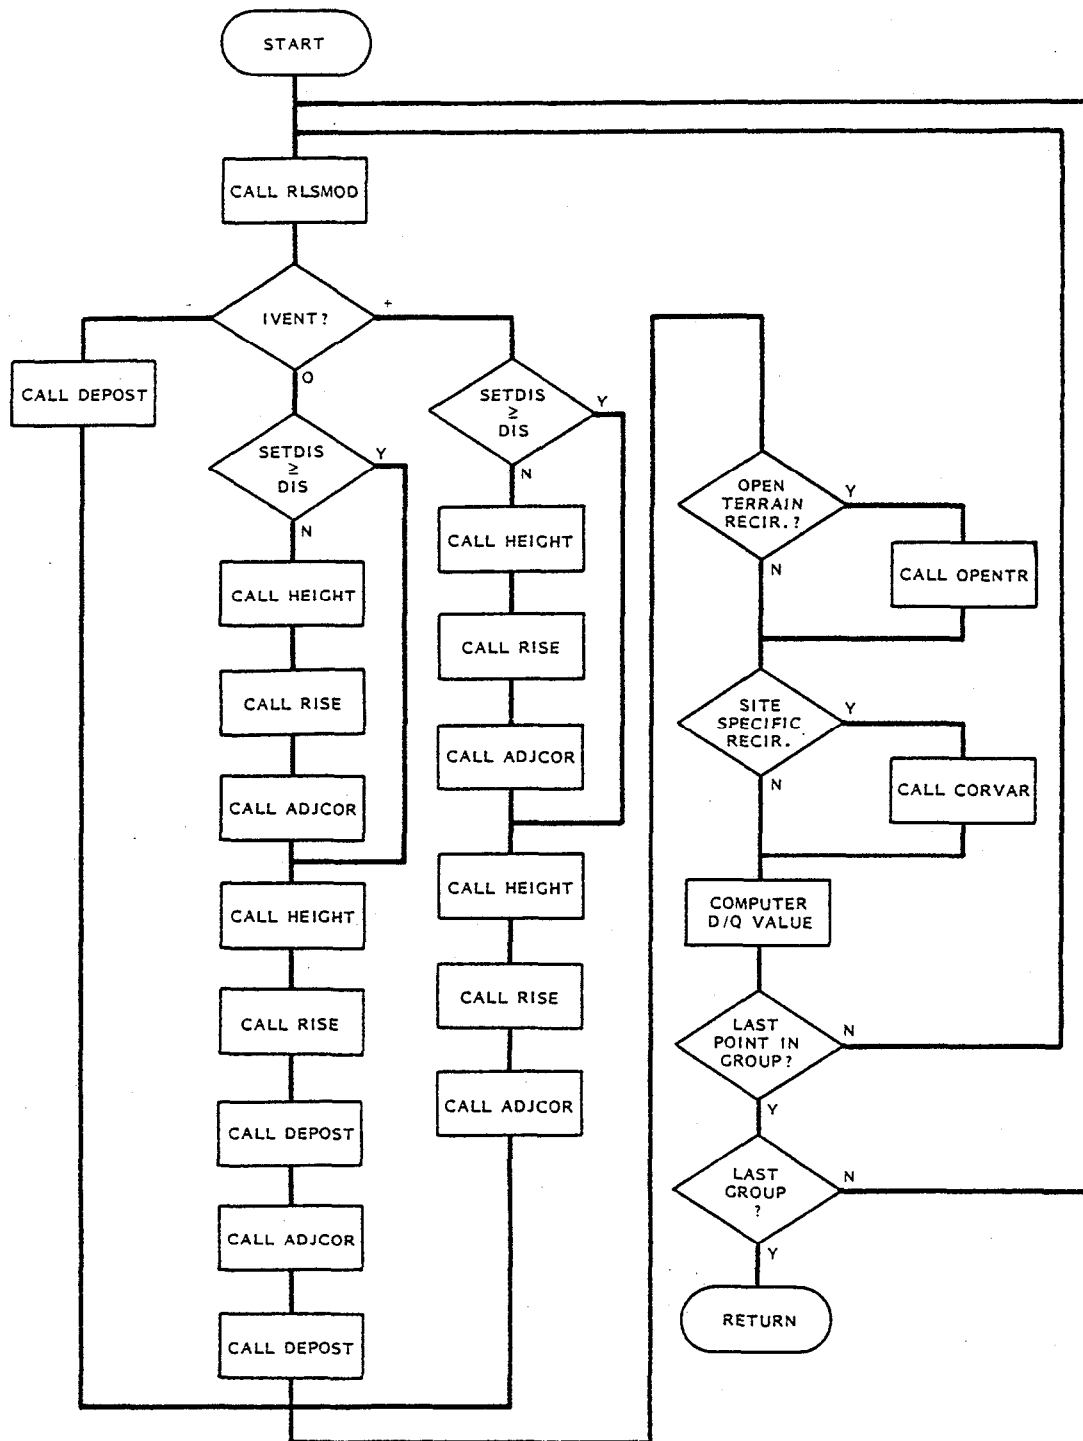 START
CALL RLSMOD
IVENT?
-
+
O
CALL DEPOST
SETDIS
≥
DIS
Y
N
CALL HEIGHT
CALL RISE
CALL ADJCOR
CALL HEIGHT
CALL RISE
CALL DEPOST
CALL ADJCOR
CALL DEPOST
SETDIS
≥
DIS
Y
N
CALL HEIGHT
CALL RISE
CALL ADJCOR
CALL HEIGHT
CALL RISE
CALL ADJCOR
OPEN
TERRAIN
RECIR.?
Y
N
CALL OPENTR
SITE
SPECIFIC
RECIR.
Y
N
CALL CORVAR
COMPUTER
D/Q VALUE
LAST
POINT IN
GROUP?
N
Y
LAST
GROUP
?
N
Y
RETURN